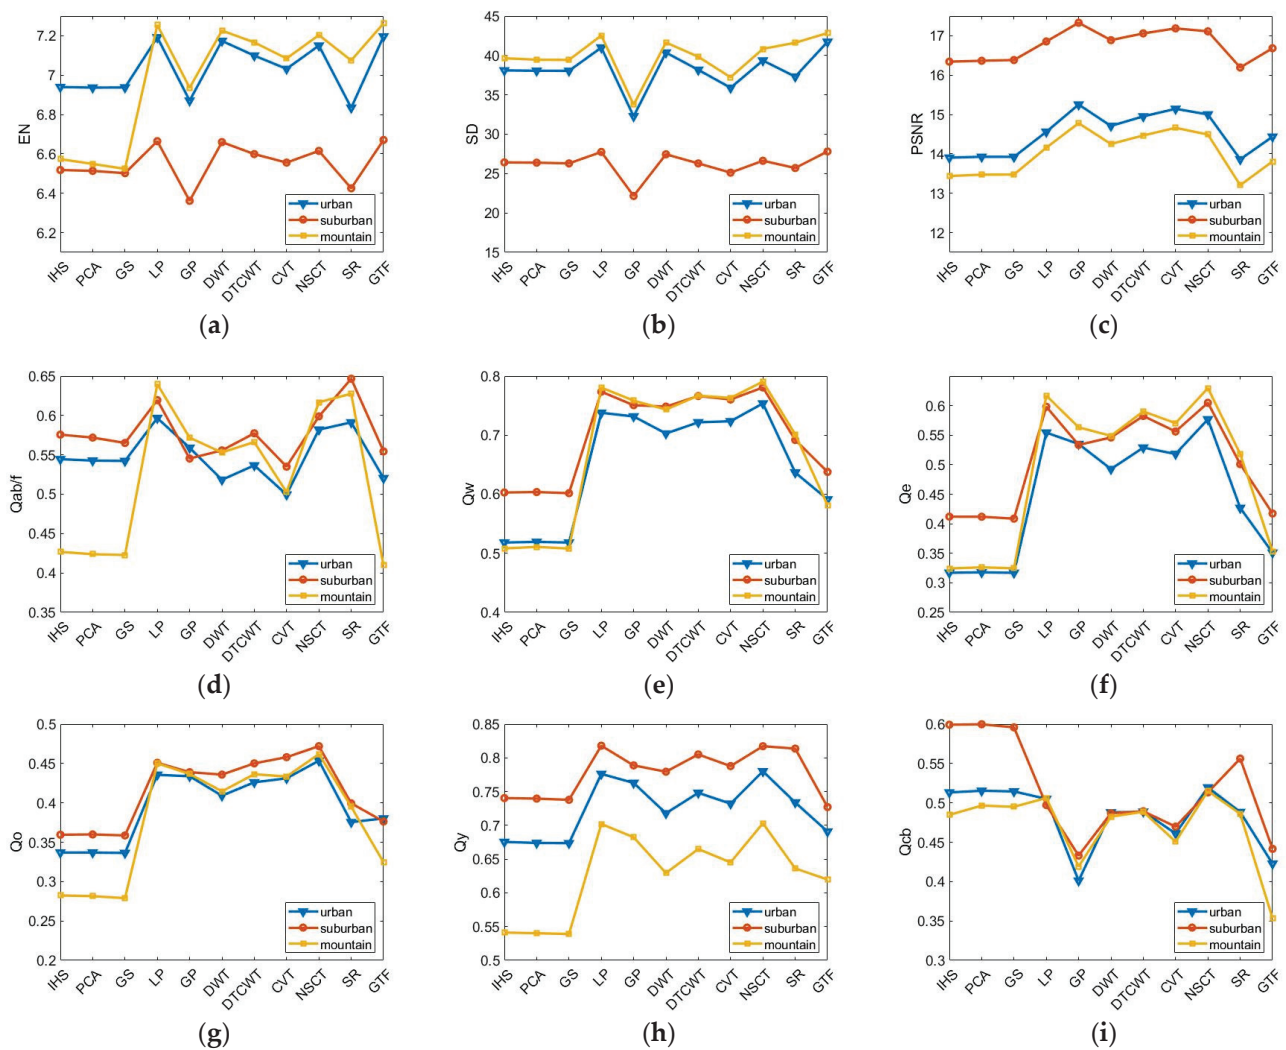 7.2
7
6.8
6.6
6.4
6.2
EN
urban
suburban
mountain
IHS PCA GS LP GP DWT DTCWT CVT NSCT SR GTF
(a)
45
40
35
30
25
20
15
SD
urban
suburban
mountain
IHS PCA GS LP GP DWT DTCWT CVT NSCT SR GTF
(b)
17
16
15
14
13
12
PSNR
urban
suburban
mountain
IHS PCA GS LP GP DWT DTCWT CVT NSCT SR GTF
(c)
0.65
0.6
0.55
0.5
0.45
0.4
0.35
Qab/f
urban
suburban
mountain
IHS PCA GS LP GP DWT DTCWT CVT NSCT SR GTF
(d)
0.8
0.7
0.6
0.5
0.4
Qw
urban
suburban
mountain
IHS PCA GS LP GP DWT DTCWT CVT NSCT SR GTF
(e)
0.6
0.55
0.5
0.45
0.4
0.35
0.3
0.25
Qe
urban
suburban
mountain
IHS PCA GS LP GP DWT DTCWT CVT NSCT SR GTF
(f)
0.5
0.45
0.4
0.35
0.3
0.25
0.2
Qo
urban
suburban
mountain
IHS PCA GS LP GP DWT DTCWT CVT NSCT SR GTF
(g)
0.85
0.8
0.75
0.7
0.65
0.6
0.55
0.5
Qy
urban
suburban
mountain
IHS PCA GS LP GP DWT DTCWT CVT NSCT SR GTF
(h)
0.6
0.55
0.5
0.45
0.4
0.35
0.3
Qcb
urban
suburban
mountain
IHS PCA GS LP GP DWT DTCWT CVT NSCT SR GTF
(i)